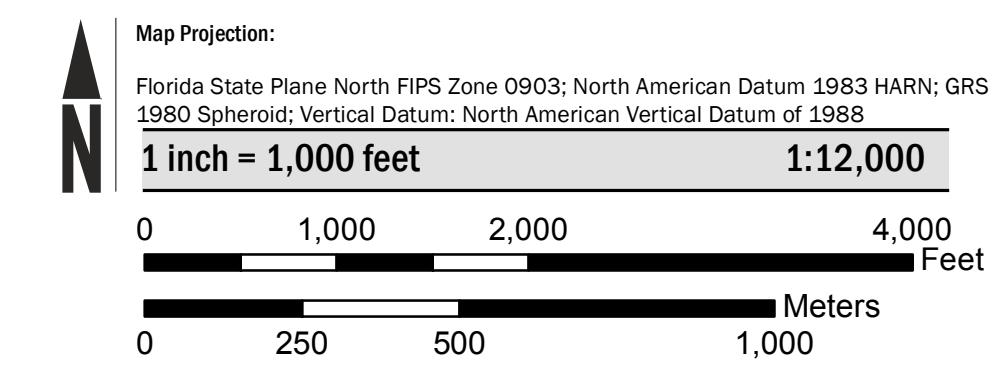 Map Projection:
Florida State Plane North FIPS Zone 0903; North American Datum 1983 HARN; GRS
1980 Spheroid; Vertical Datum: North American Vertical Datum of 1988
N
1 inch = 1,000 feet 1:12,000
0 1,000 2,000 4,000
Feet
Meters
0 250 500 1,000